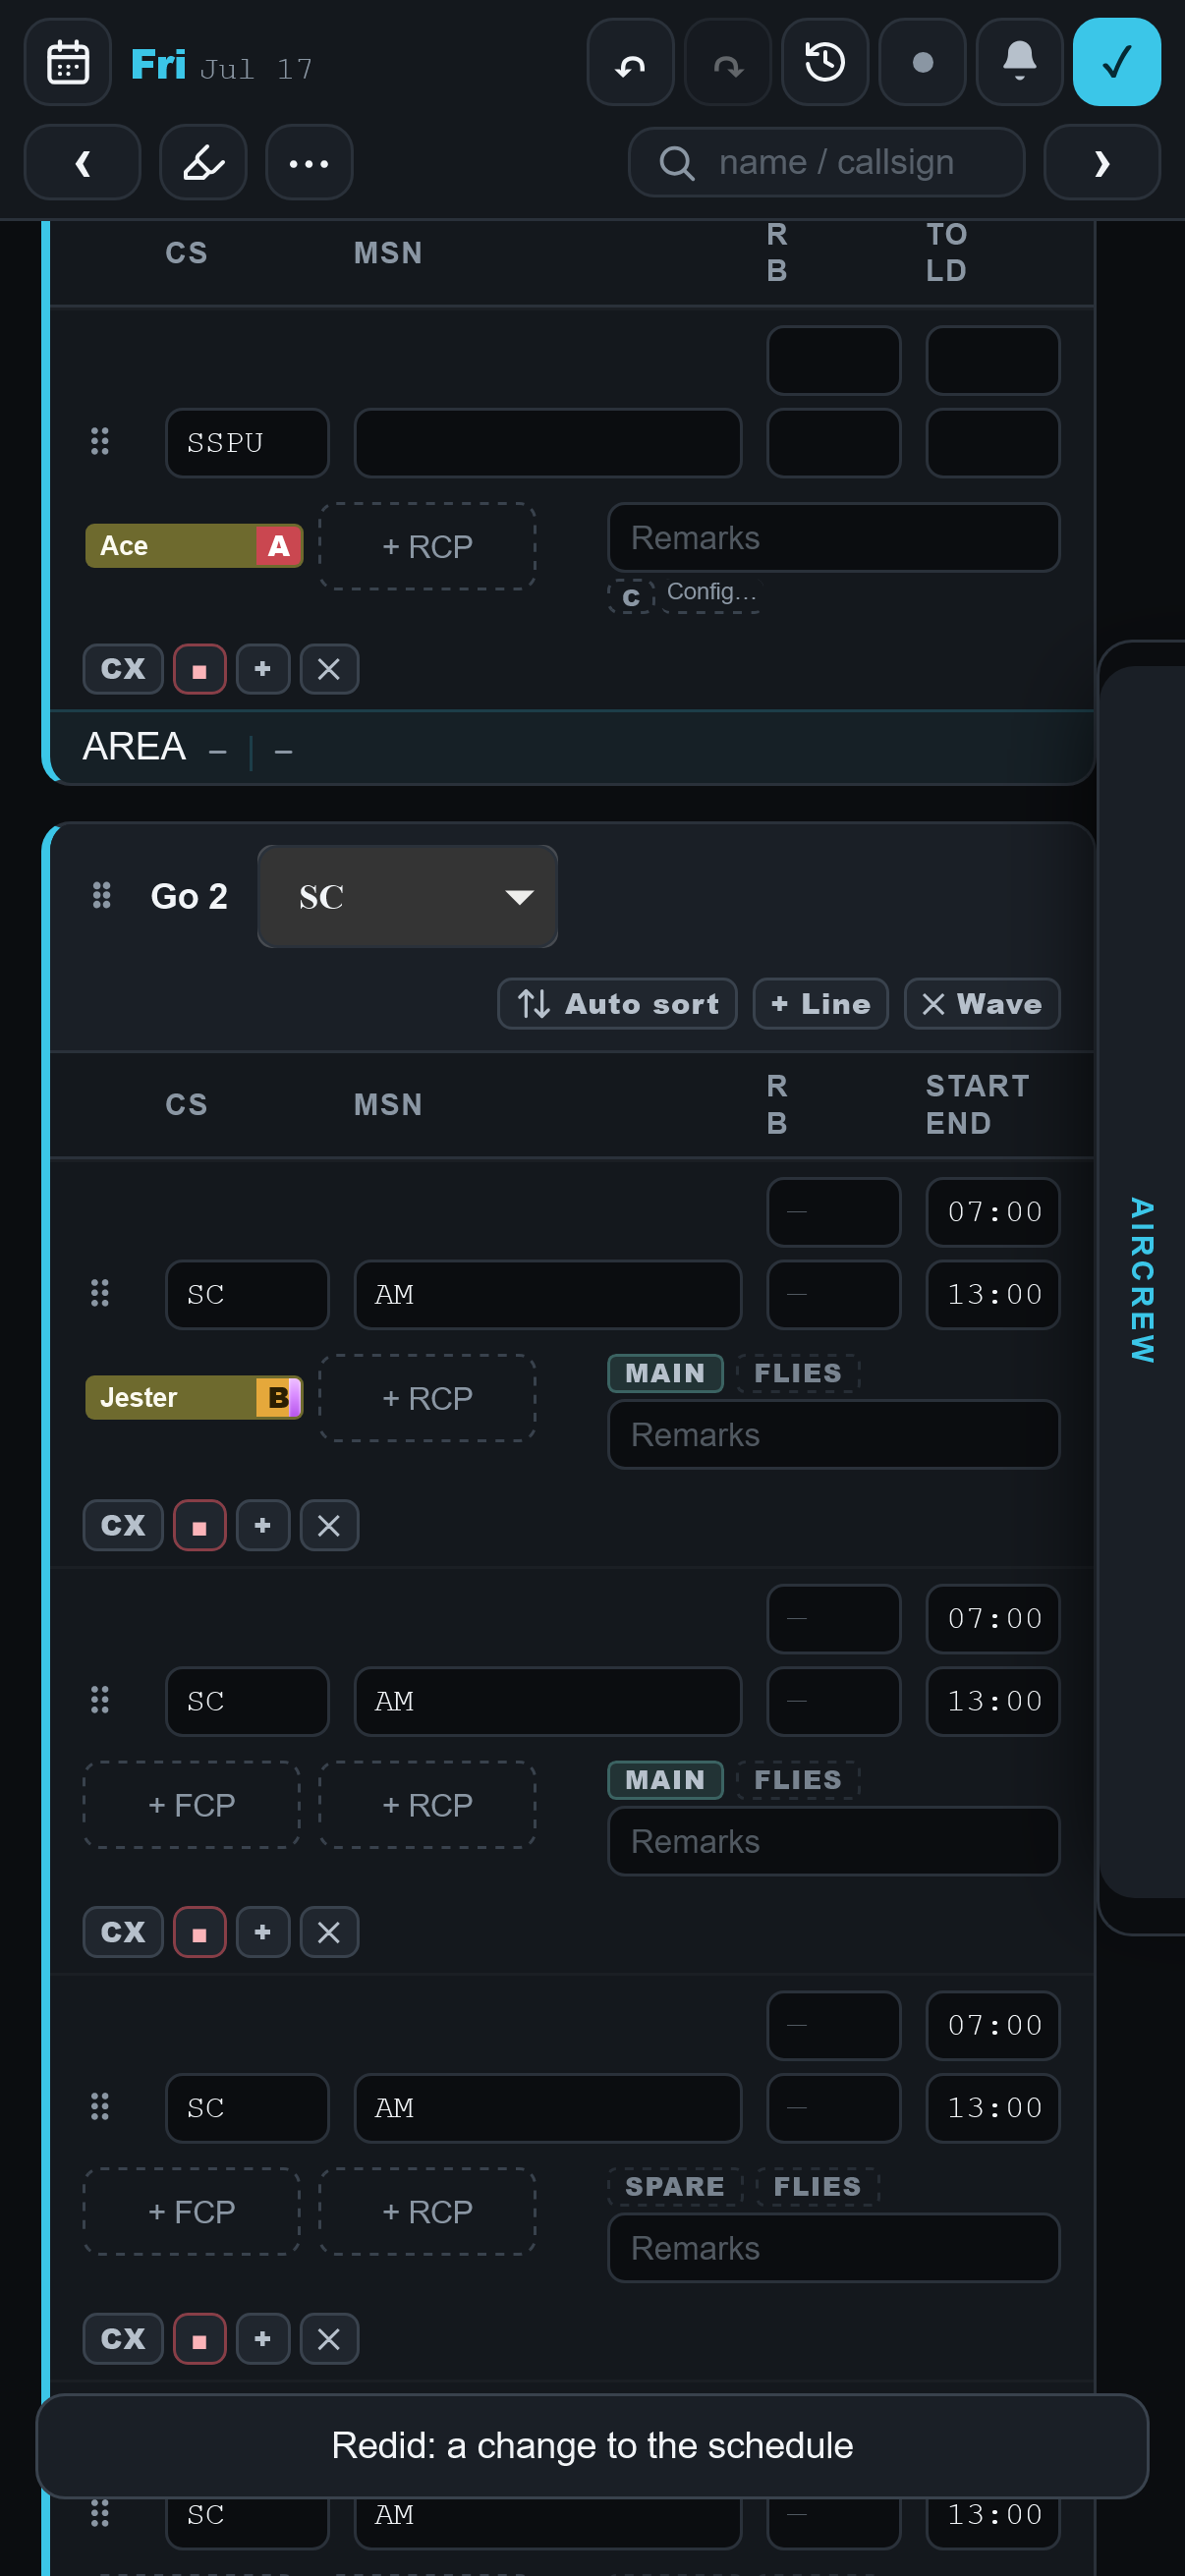 Fri Jul 17
name / callsign
CS MSN R TO
B LD
SSPU
Ace A + RCP Remarks
C Config...
CX + ×
AREA – | –
Go 2 SC
Auto sort + Line × Wave
CS MSN R START
B END
— 07:00
SC AM — 13:00
Jester B + RCP MAIN FLIES
Remarks
CX + ×
— 07:00
SC AM — 13:00
+ FCP + RCP MAIN FLIES
Remarks
CX + ×
— 07:00
SC AM — 13:00
+ FCP + RCP SPARE FLIES
Remarks
CX + ×
Redid: a change to the schedule
SC AM — 13:00
AIRCREW